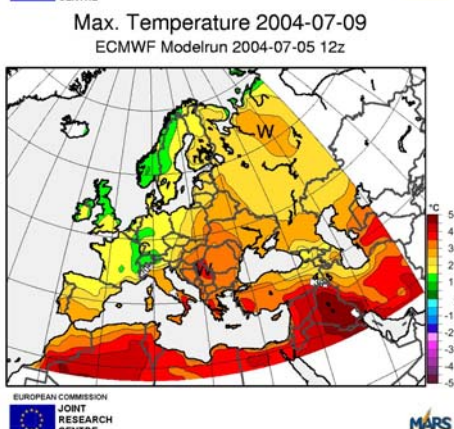 CENTRE
Max. Temperature 2004-07-09
ECMWF Modelrun 2004-07-05 12z
W
W
°C
5
4
3
2
1
-1
-2
-3
-4
-5
EUROPEAN COMMISSION
JOINT
RESEARCH
CENTRE
MARS